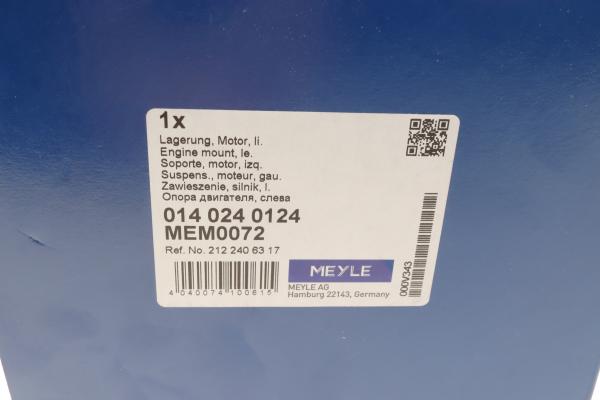 1x
Lagerung, Motor, li.
Engine mount, le.
Soporte, motor, izq.
Suspens., moteur, gau.
Zawieszenie, silnik, l.
Опора двигателя, слева
014 024 0124
MEM0072
Ref. No. 212 240 63 17
4 040074 100615
MEYLE
MEYLE AG
Hamburg 22143, Germany
000V343